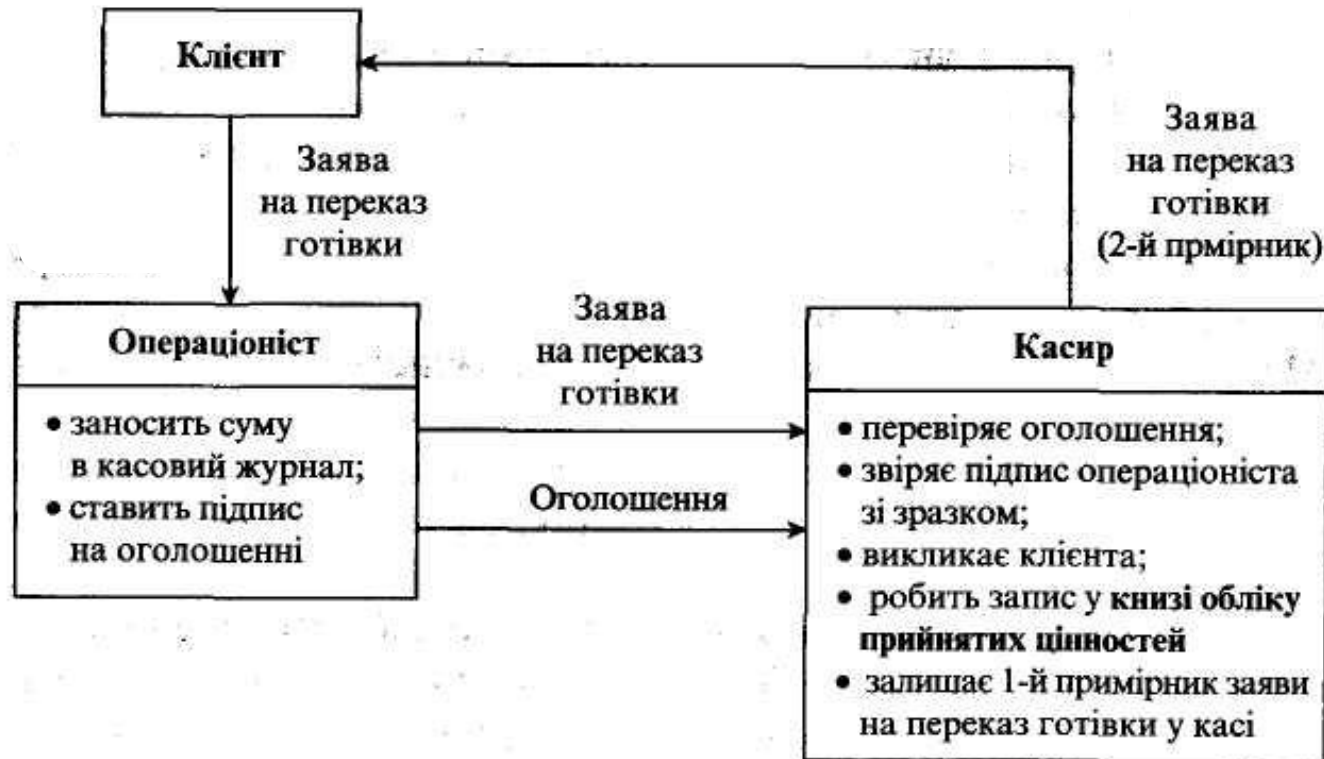 Клієнт
Заява
на переказ
готівки
Заява
на переказ
готівки
(2-й прмірник)
Операціоніст
• заносить суму
в касовий журнал;
• ставить підпис
на оголошенні
Заява
на переказ
готівки
Оголошення
Касир
• перевіряє оголошення;
• звіряє підпис операціоніста
зі зразком;
• викликає клієнта;
• робить запис у книзі обліку
прийнятих цінностей
• залишає 1-й примірник заяви
на переказ готівки у касі